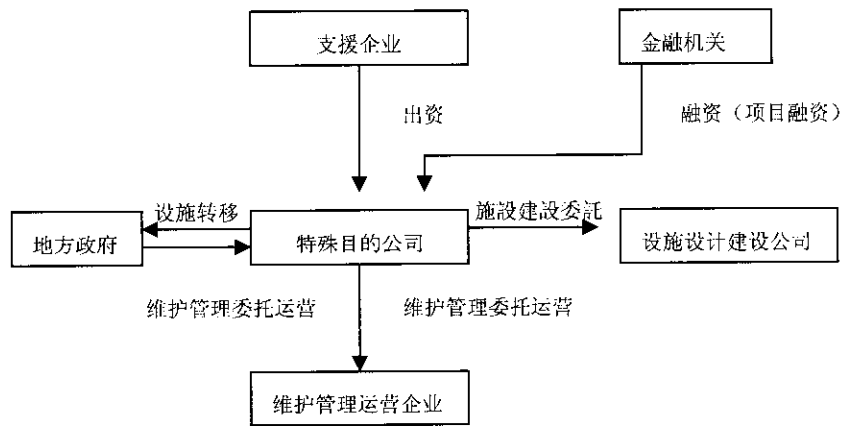 支援企业
金融机关
出资
融资（项目融资）
设施转移
施設建设委託
地方政府
特殊目的公司
设施设计建设公司
维护管理委托运营
维护管理委托运营
维护管理运营企业